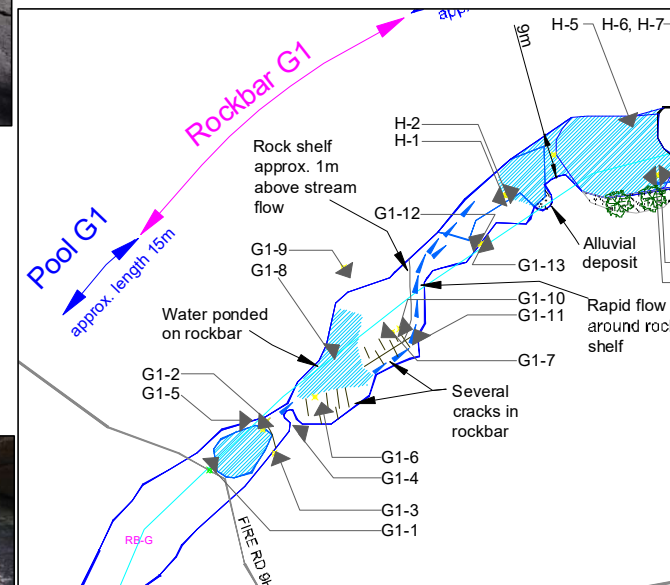 appr
9m
H-5 H-6, H-7
Rockbar G1
H-2
H-1
Rock shelf
approx. 1m
above stream
flow
G1-12
Pool G1
approx. length 15m
G1-9
G1-8
Alluvial
deposit
G1-13
G1-10
G1-11
Rapid flow
around rock
shelf
Water ponded
on rockbar
G1-7
G1-2
G1-5
Several
cracks in
rockbar
G1-6
G1-4
G1-3
G1-1
RB-G
FIRE RD 9